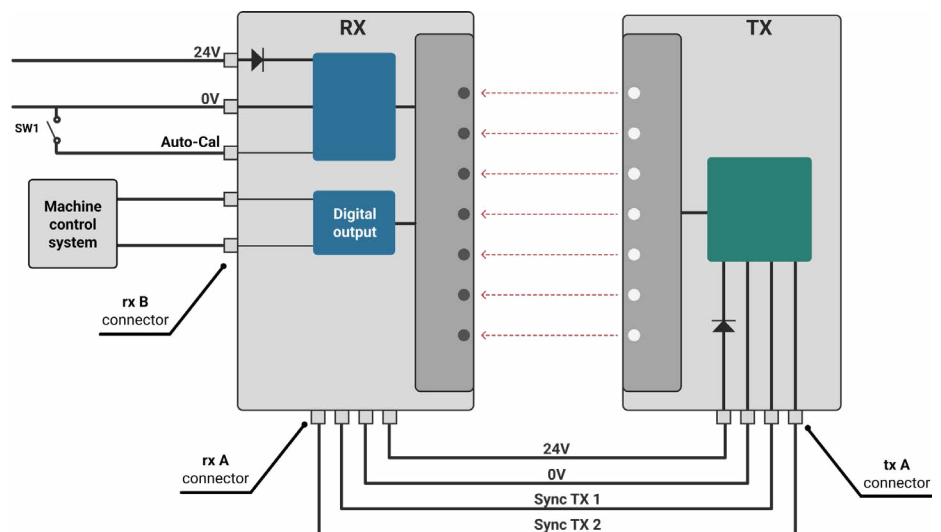 RX
TX
24V
0V
SW1
Auto-Cal
Machine
control
system
Digital
output
rx B
connector
rx A
connector
24V
0V
Sync TX 1
Sync TX 2
tx A
connector